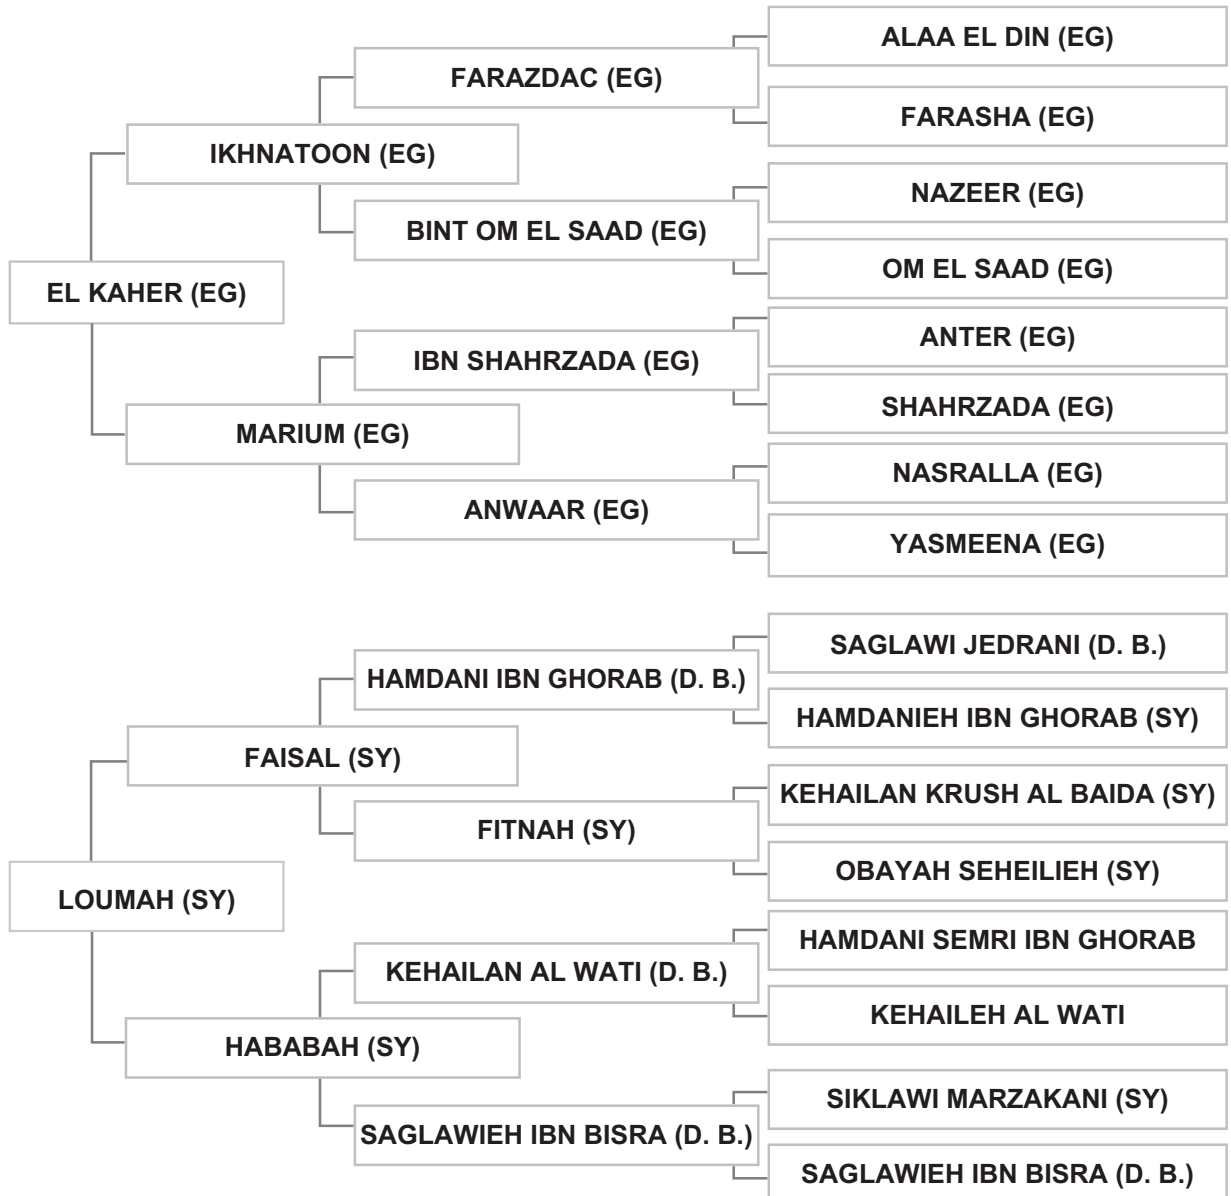 ALAA EL DIN (EG)
FARAZDAC (EG)
FARASHA (EG)
IKHNATOON (EG)
NAZEER (EG)
BINT OM EL SAAD (EG)
OM EL SAAD (EG)
EL KAHER (EG)
ANTER (EG)
IBN SHAHRZADA (EG)
SHAHRZADA (EG)
MARIUM (EG)
NASRALLA (EG)
ANWAAR (EG)
YASMEENA (EG)
SAGLAWI JEDRANI (D. B.)
HAMDANI IBN GHORAB (D. B.)
HAMDANIEH IBN GHORAB (SY)
FAISAL (SY)
KEHAILAN KRUSH AL BAIDA (SY)
FITNAH (SY)
OBAYAH SEHEILIEH (SY)
LOUMAH (SY)
HAMDANI SEMRI IBN GHORAB
KEHAILAN AL WATI (D. B.)
KEHAILEH AL WATI
HABABAH (SY)
SIKLAWI MARZAKANI (SY)
SAGLAWIEH IBN BISRA (D. B.)
SAGLAWIEH IBN BISRA (D. B.)